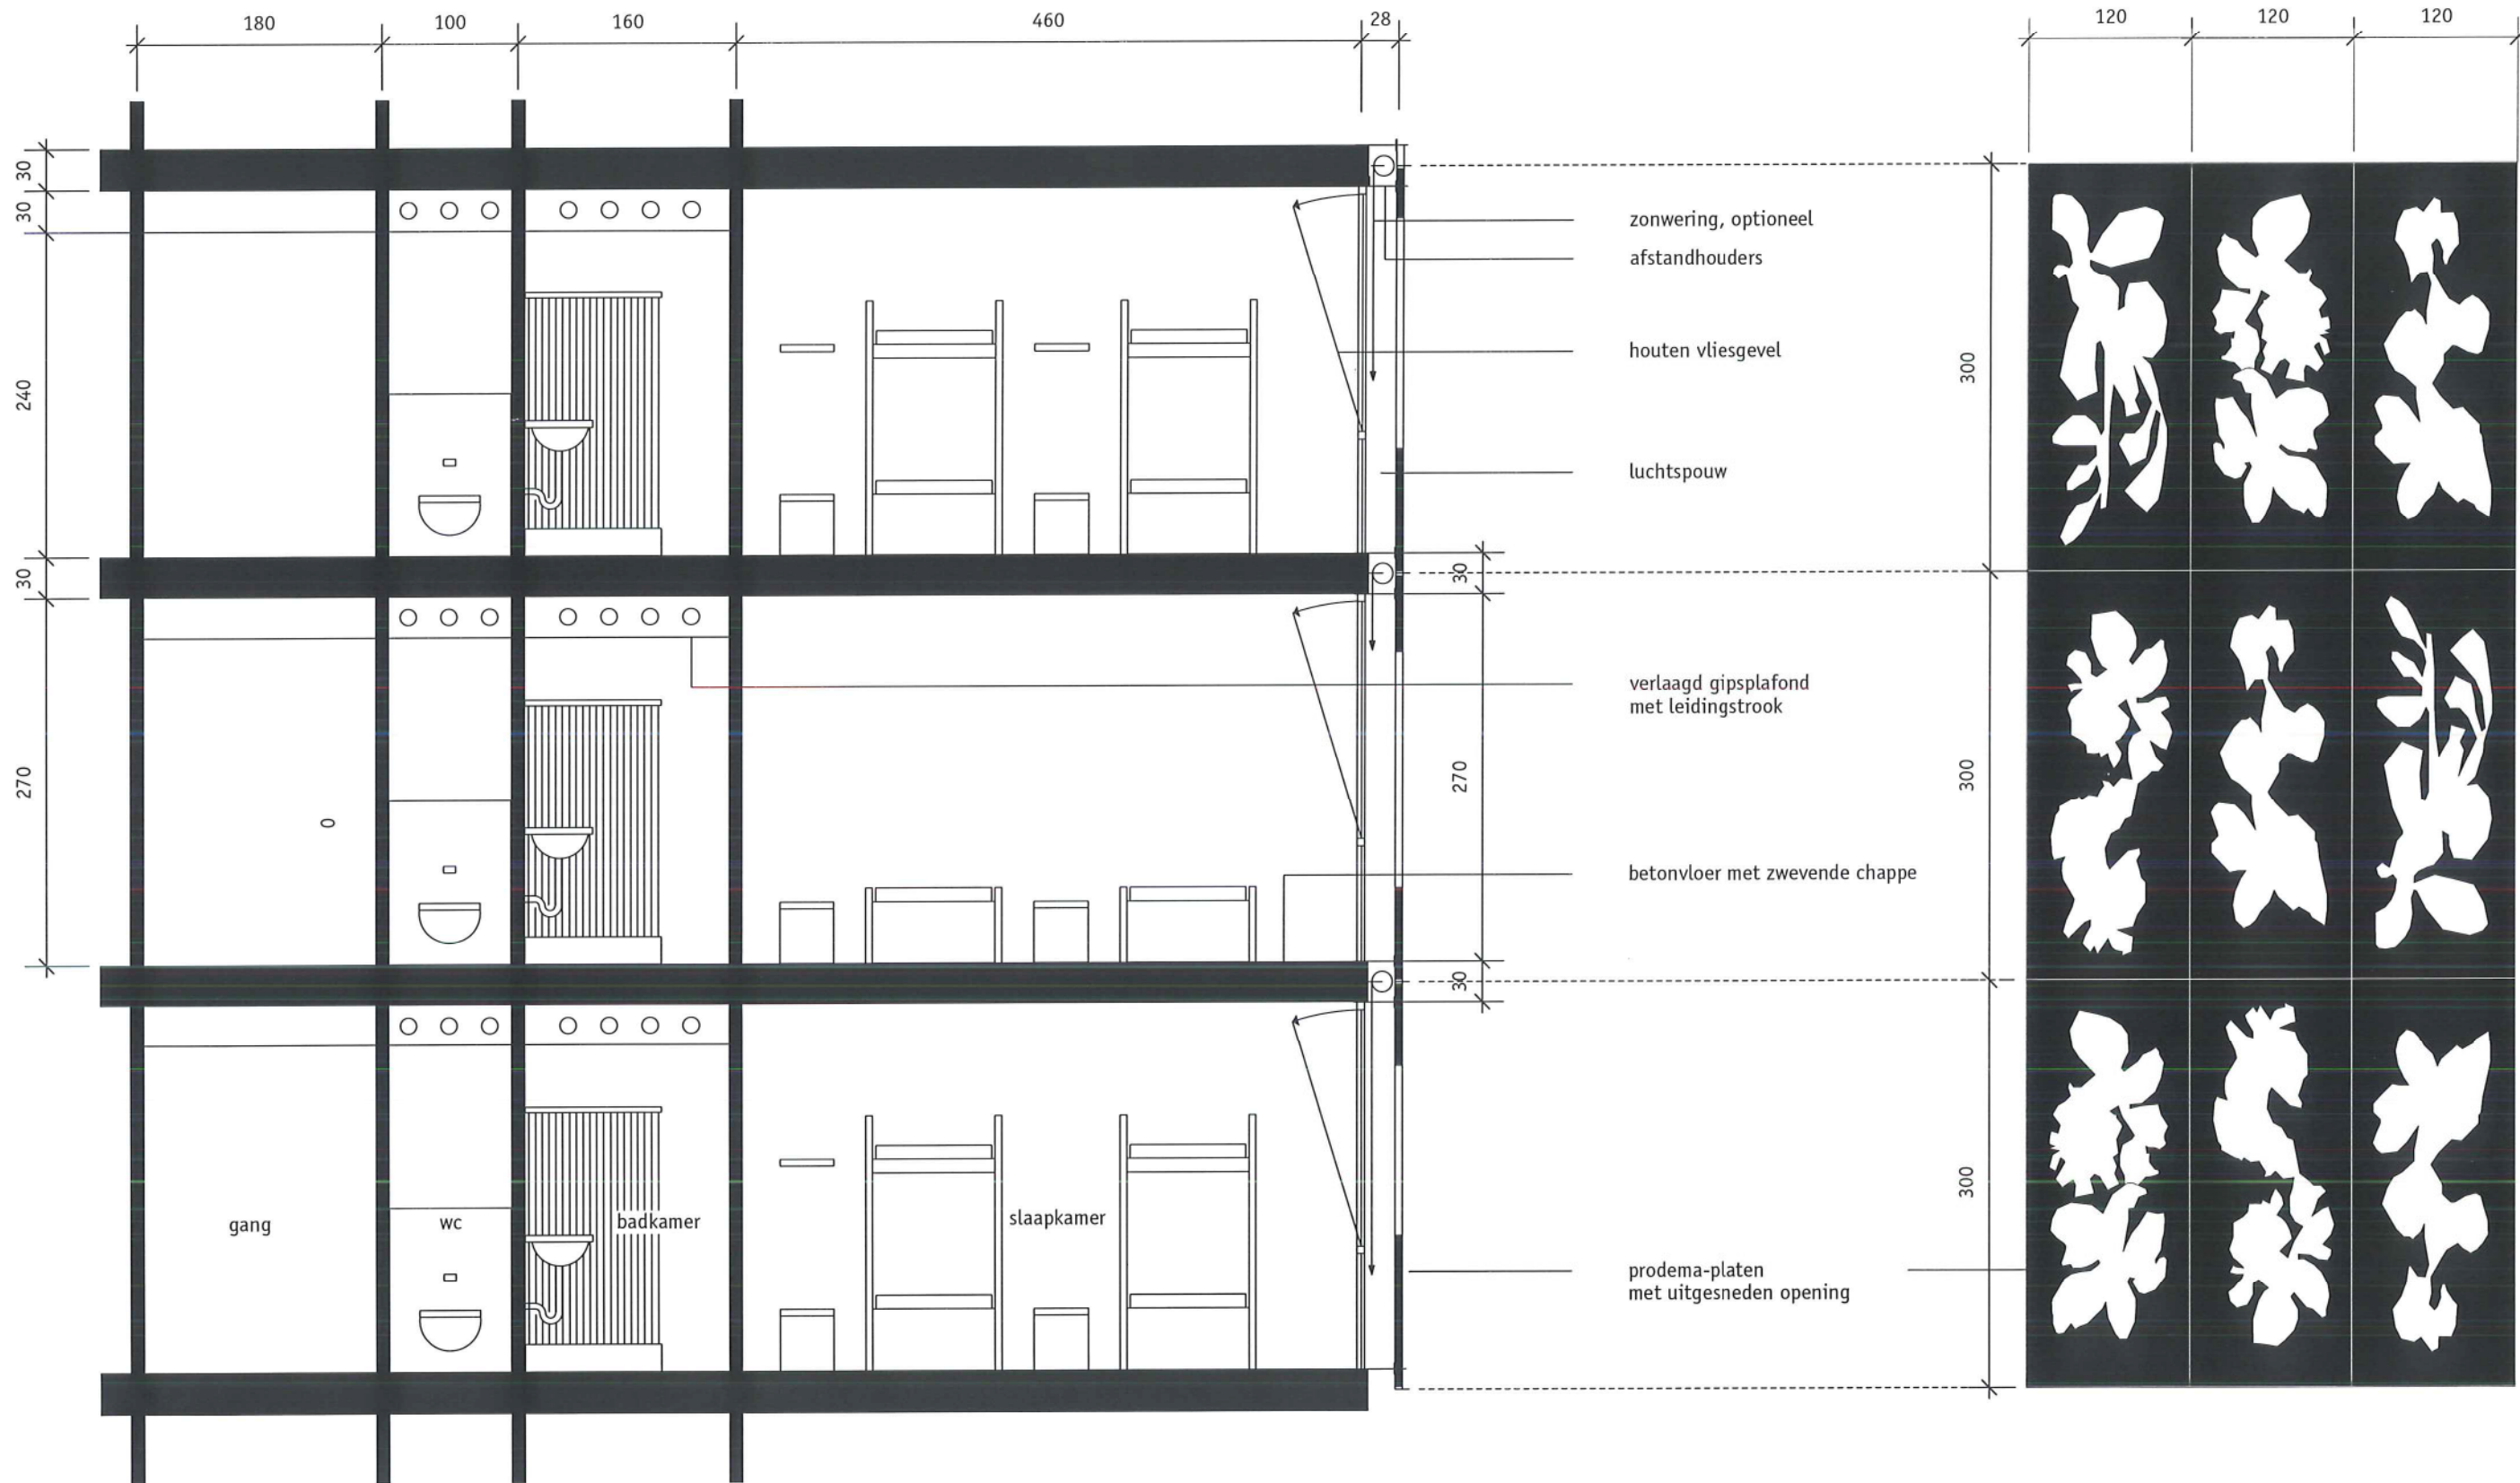 180 100 160 460 28 120 120 120
30
30
240
30
270
zonwering, optioneel
afstandhouders
houten vliesgevel
luchtspouw
300
30
verlaagd gipsplafond
met leidingstrook
270
300
betonvloer met zwevende chappe
30
300
gang wc badkamer slaapkamer
prodema-platen
met uitgesneden opening